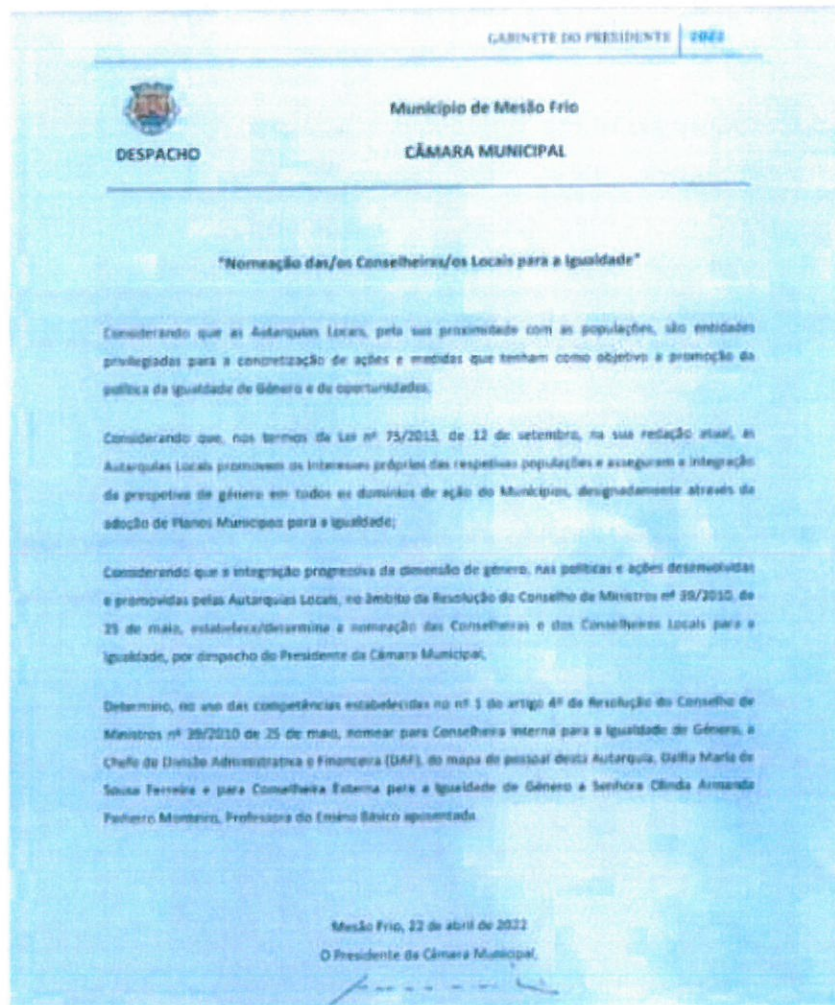 GABINETE DO PRESIDENTE 2022
Município de Mesão Frio
DESPACHO
CÂMARA MUNICIPAL
"Nomeação das/os Conselheiras/os Locais para a Igualdade"
Considerando que as Autarquias Locais, pela sua proximidade com as populações, são entidades
privilegiadas para a concretização de ações e medidas que tenham como objetivo a promoção da
política da Igualdade de Género e de oportunidades;
Considerando que, nos termos da Lei nº 75/2013, de 12 de setembro, na sua redação atual, as
Autarquias Locais promovem os interesses próprios das respetivas populações e asseguram a integração
da prespetiva de género em todos os domínios de ação do Municípios, designadamente através da
adoção de Planos Municipais para a Igualdade;
Considerando que a integração progressiva da dimensão de género, nas políticas e ações desenvolvidas
e promovidas pelas Autarquias Locais, no âmbito da Resolução do Conselho de Ministros nº 39/2010, de
25 de maio, estabelece/determina a nomeação das Conselheiras e dos Conselheiros Locais para a
Igualdade, por despacho do Presidente da Câmara Municipal,
Determino, no uso das competências estabelecidas no nº 1 do artigo 4º da Resolução do Conselho de
Ministros nº 39/2010 de 25 de maio, nomear para Conselheira Interna para a Igualdade de Género, a
Chefe de Divisão Administrativa e Financeira (DAF), do mapa de pessoal desta Autarquia, Maria de
Sousa Ferreira e para Conselheira Externa para a Igualdade de Género a Senhora Olinda Armanda
Monteiro, Professora do Ensino Básico aposentada.
Mesão Frio, 22 de abril de 2022
O Presidente da Câmara Municipal,